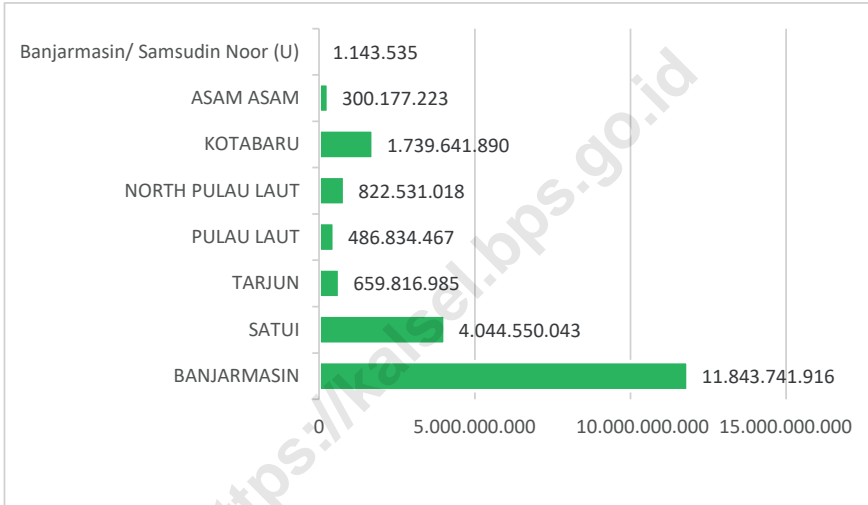 Banjarmasin/ Samsudin Noor (U) 1.143.535
ASAM ASAM 300.177.223
KOTABARU 1.739.641.890
NORTH PULAU LAUT 822.531.018
PULAU LAUT 486.834.467
TARJUN 659.816.985
SATUI 4.044.550.043
BANJARMASIN 11.843.741.916
0 5.000.000.000 10.000.000.000 15.000.000.000
ttps://kalsel.bps.go.id